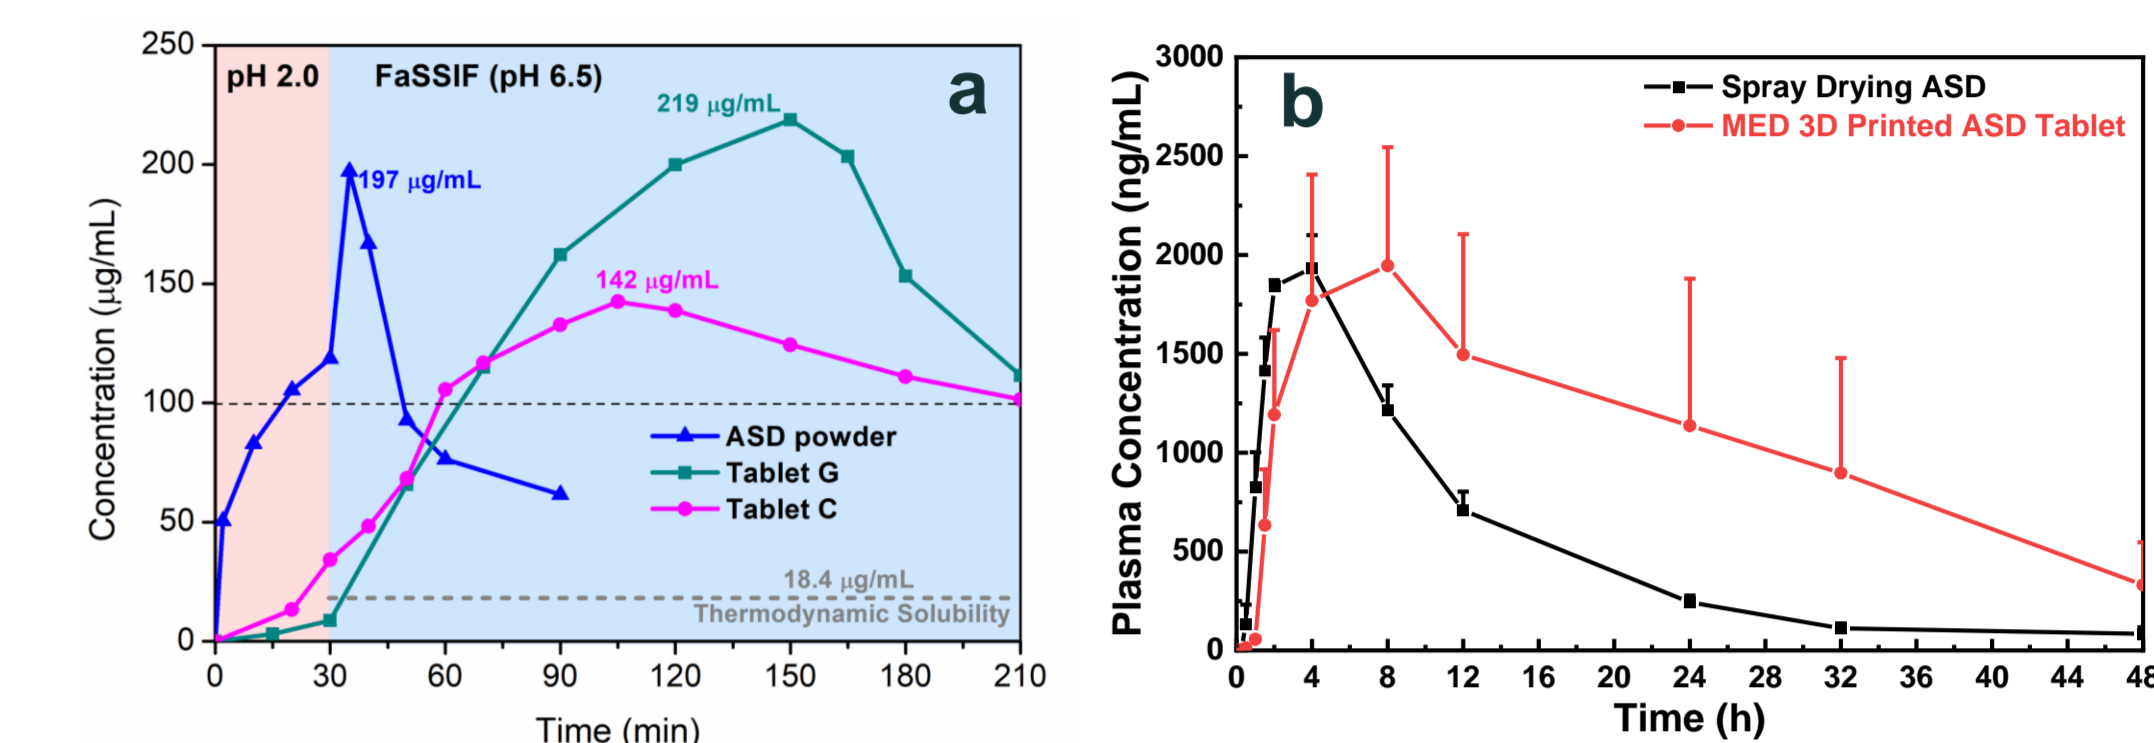 a
pH 2.0
FaSSIF (pH 6.5)
219 μg/mL
197 μg/mL
142 μg/mL
ASD powder
Tablet G
Tablet C
18.4 μg/mL
Thermodynamic Solubility
Concentration (μg/mL)
250
200
150
100
50
0
0 30 60 90 120 150 180 210
Time (min)
b
Spray Drying ASD
MED 3D Printed ASD Tablet
Plasma Concentration (ng/mL)
3000
2500
2000
1500
1000
500
0
0 4 8 12 16 20 24 28 32 36 40 44 48
Time (h)